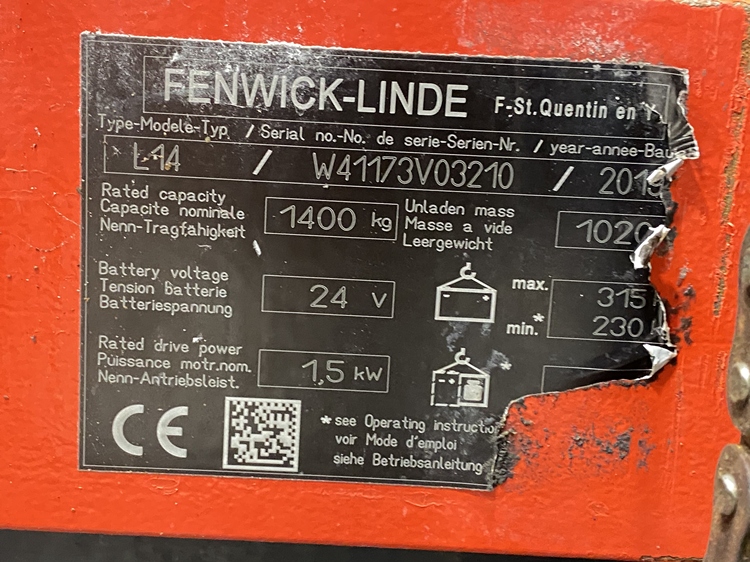 FENWICK-LINDE F-St.Quentin en
Type-Modele-Typ / Serial no.-No. de serie-Serien-Nr. / year-annee-Bau
L14 / W41173V03210 / 201
Rated capacity
Capacite nominale
Nenn-Tragfähigkeit
1400 kg
Unladen mass
Masse a vide
Leergewicht
1020
Battery voltage
Tension batterie
Batteriespannung
24 V
max. 315
min.* 230
Rated drive power
Puissance motr.nom.
Nenn-Antriebsleist.
1,5 kW
*
CE
*see Operating instructio
voir Mode d'emploi
siehe Betriebsanleitung